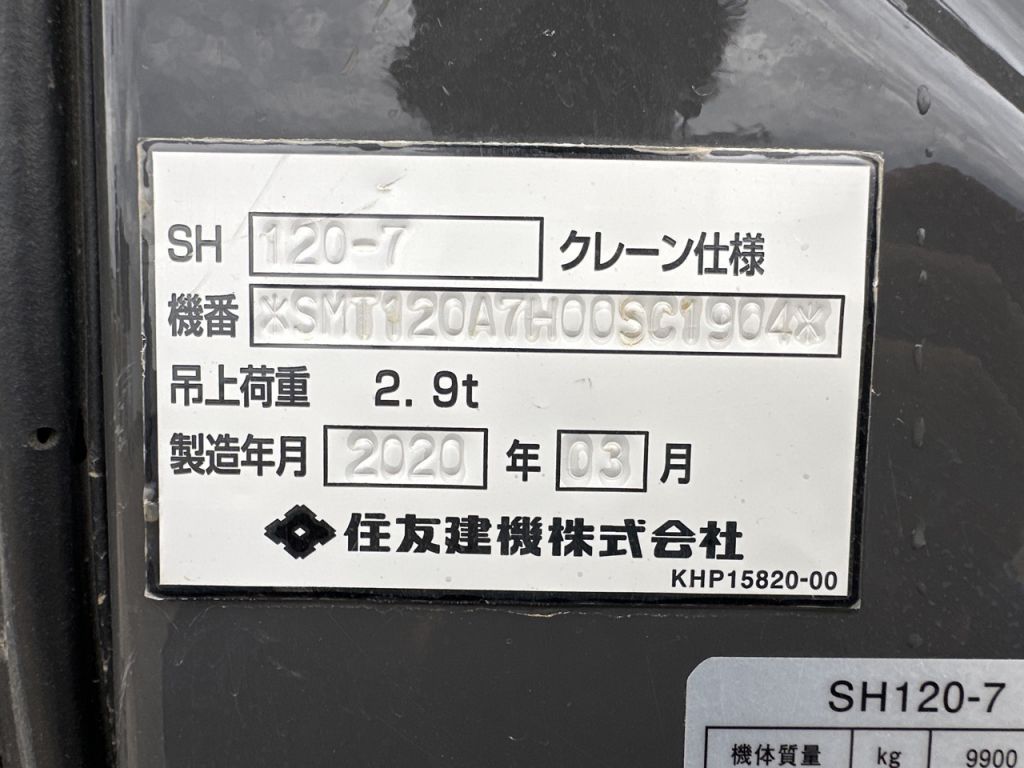 SH 120-7 クレーン仕様
機番 *SMT120A7H00SC1904*
吊上荷重 2.9t
製造年月 2020 年 03 月
住友建機株式会社
KHP15820-00
SH120-7
機体質量 kg 9900